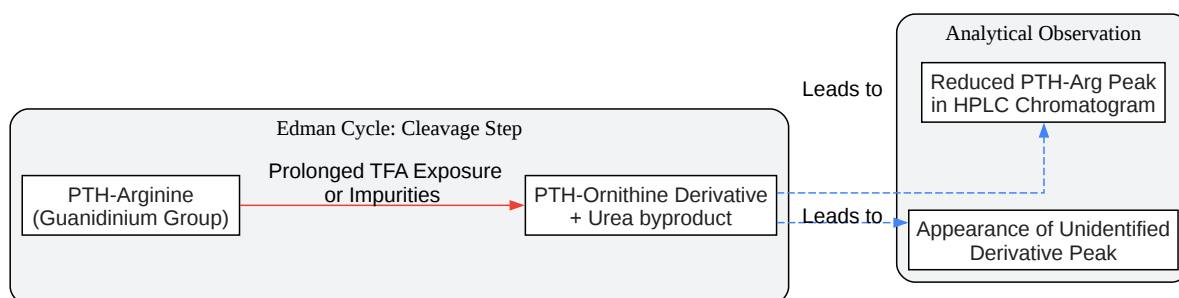 Analytical Observation
Leads to
Reduced PTH-Arg Peak
in HPLC Chromatogram
Edman Cycle: Cleavage Step
Prolonged TFA Exposure
or Impurities
PTH-Arginine
(Guanidinium Group)
PTH-Ornithine Derivative
+ Urea byproduct
Leads to
Appearance of Unidentified
Derivative Peak